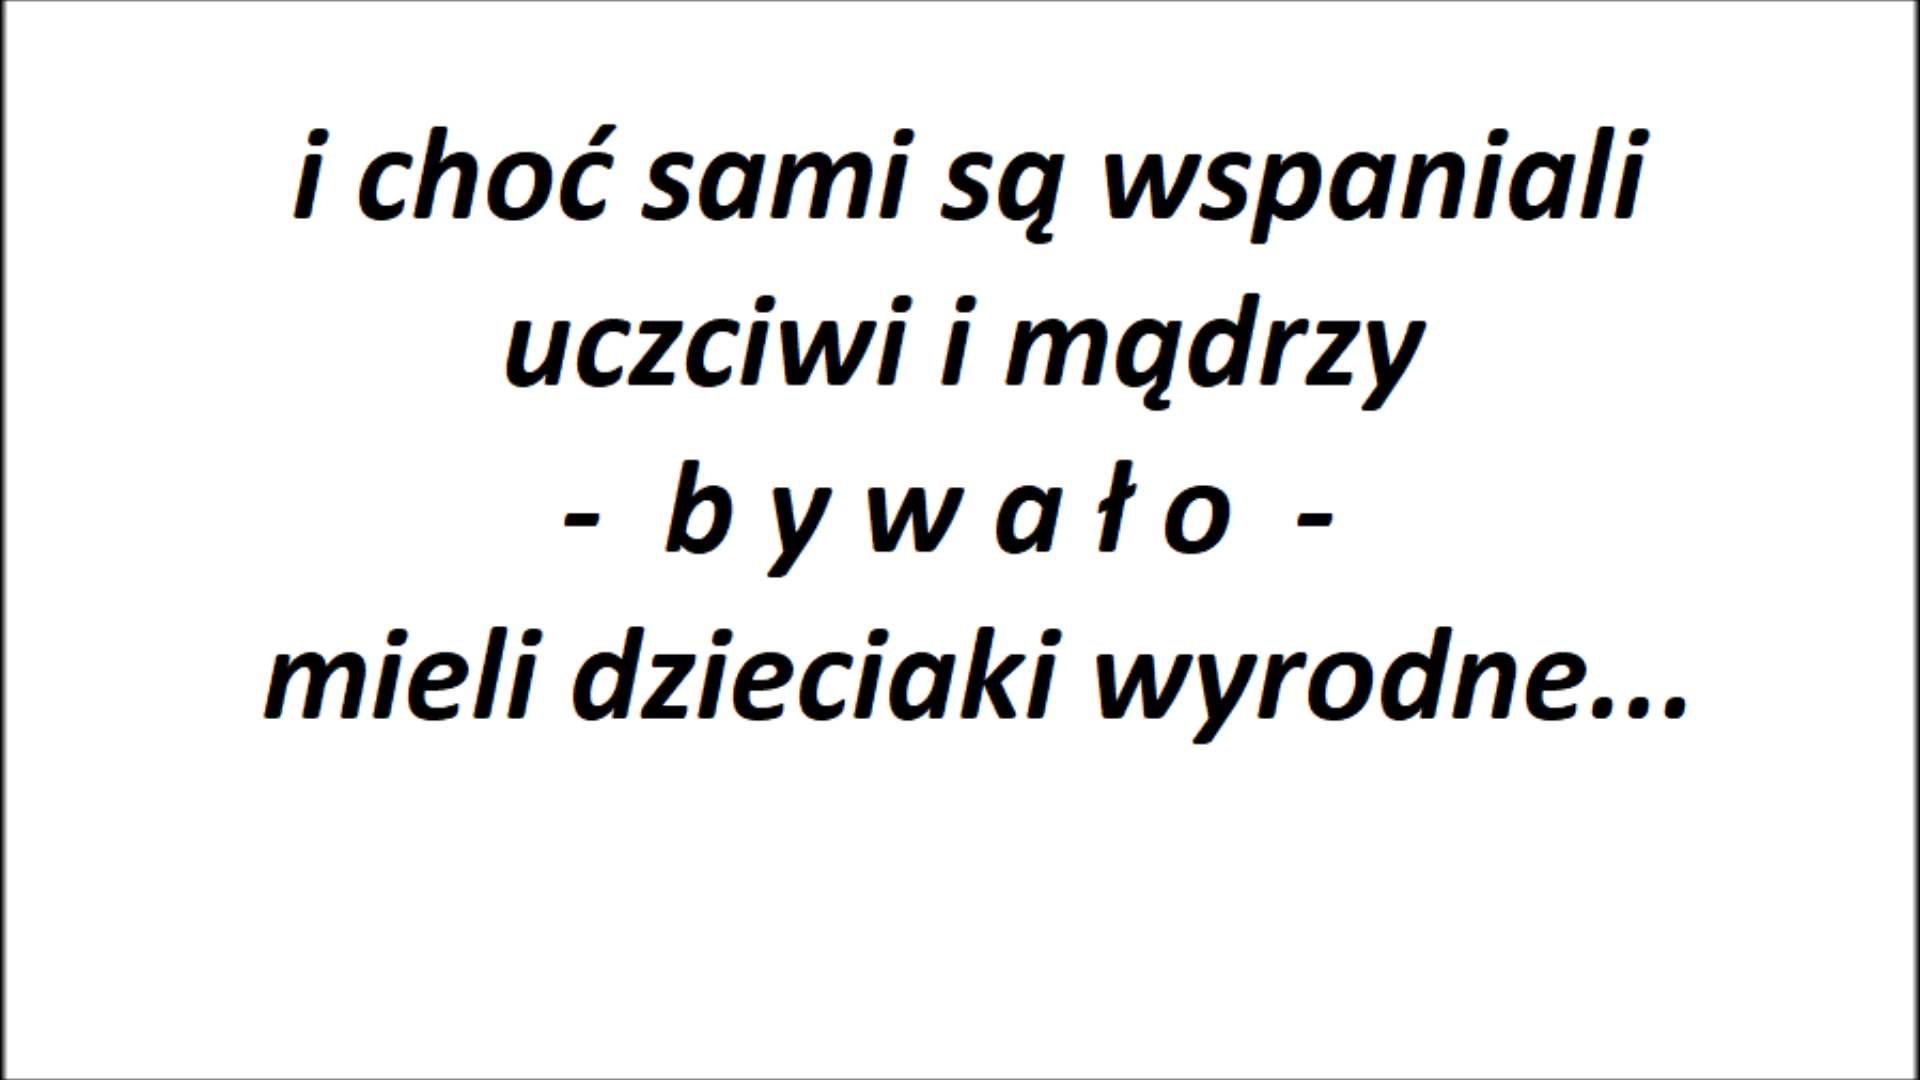 i choć sami są wspaniali
uczciwi i mądrzy
- b y w a ł o -
mieli dzieciaki wyrodne...